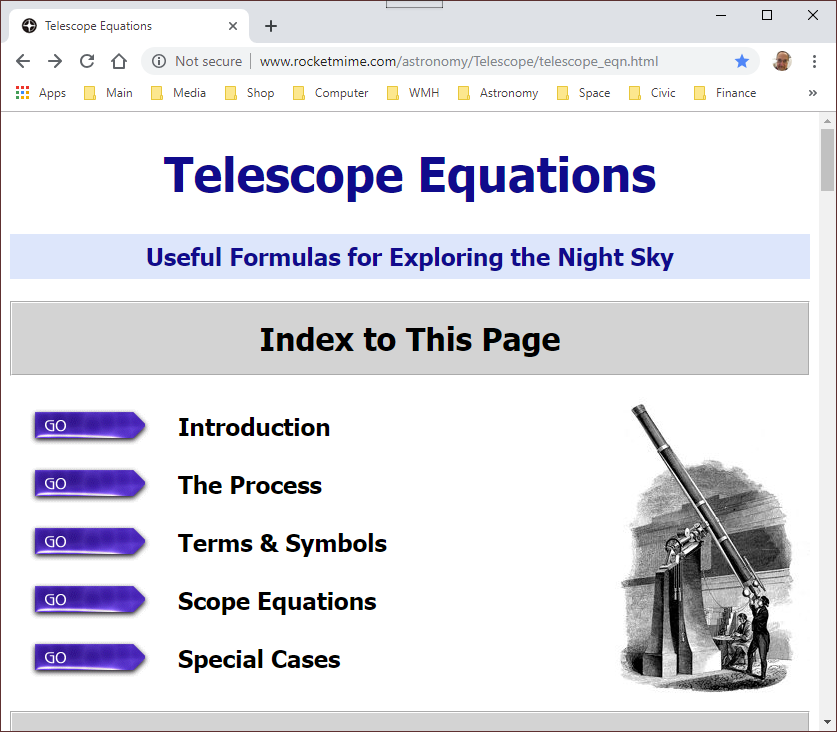 Telescope Equations
Not secure | www.rocketmime.com/astronomy/Telescope/telescope_eqn.html
Apps Main Media Shop Computer WMH Astronomy Space Civic Finance »
Telescope Equations
Useful Formulas for Exploring the Night Sky
Index to This Page
GO Introduction
GO The Process
GO Terms & Symbols
GO Scope Equations
GO Special Cases